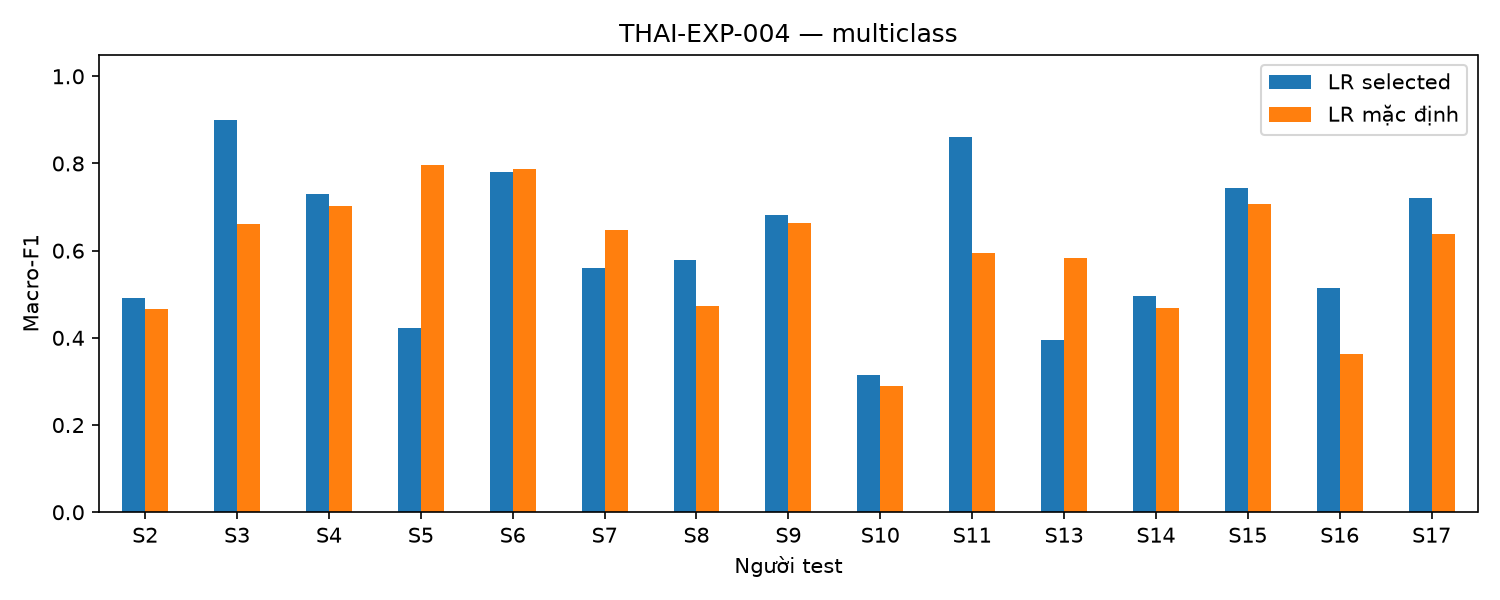 THAI-EXP-004 — multiclass
LR selected
LR mặc định
Macro-F1
1.0
0.8
0.6
0.4
0.2
0.0
S2 S3 S4 S5 S6 S7 S8 S9 S10 S11 S13 S14 S15 S16 S17
Người test